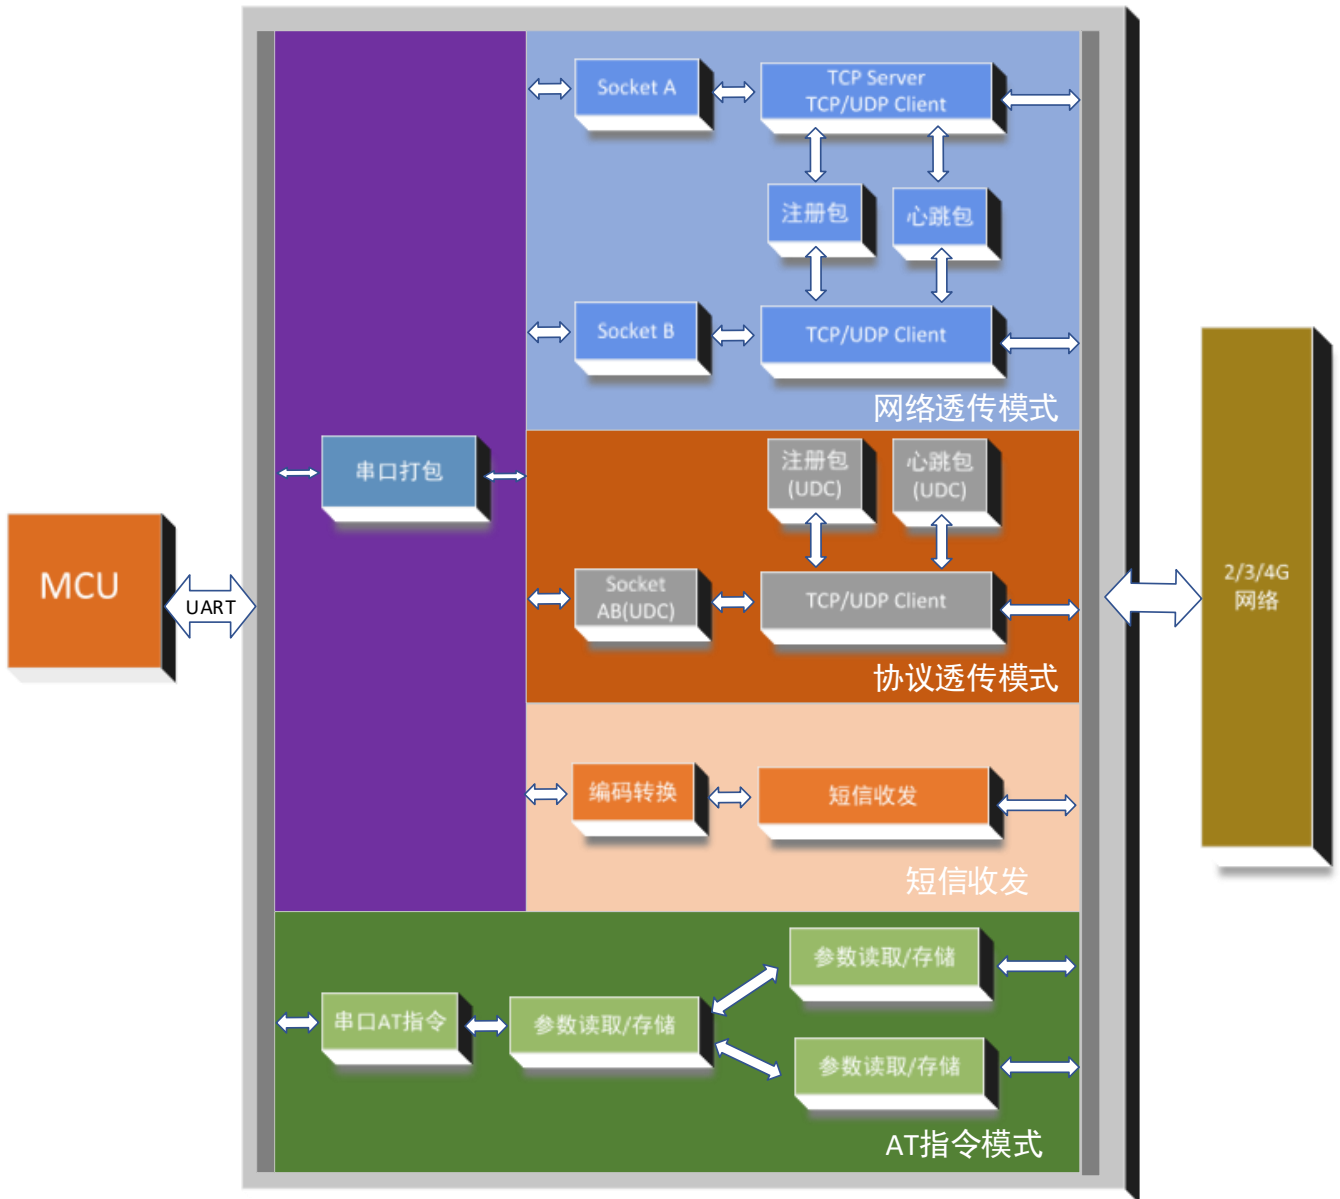 MCU
UART
串口打包
Socket A
TCP Server
TCP/UDP Client
注册包
心跳包
Socket B
TCP/UDP Client
网络透传模式
注册包
(UDC)
心跳包
(UDC)
Socket
AB(UDC)
TCP/UDP Client
协议透传模式
编码转换
短信收发
短信收发
串口AT指令
参数读取/存储
参数读取/存储
参数读取/存储
AT指令模式
2/3/4G
网络